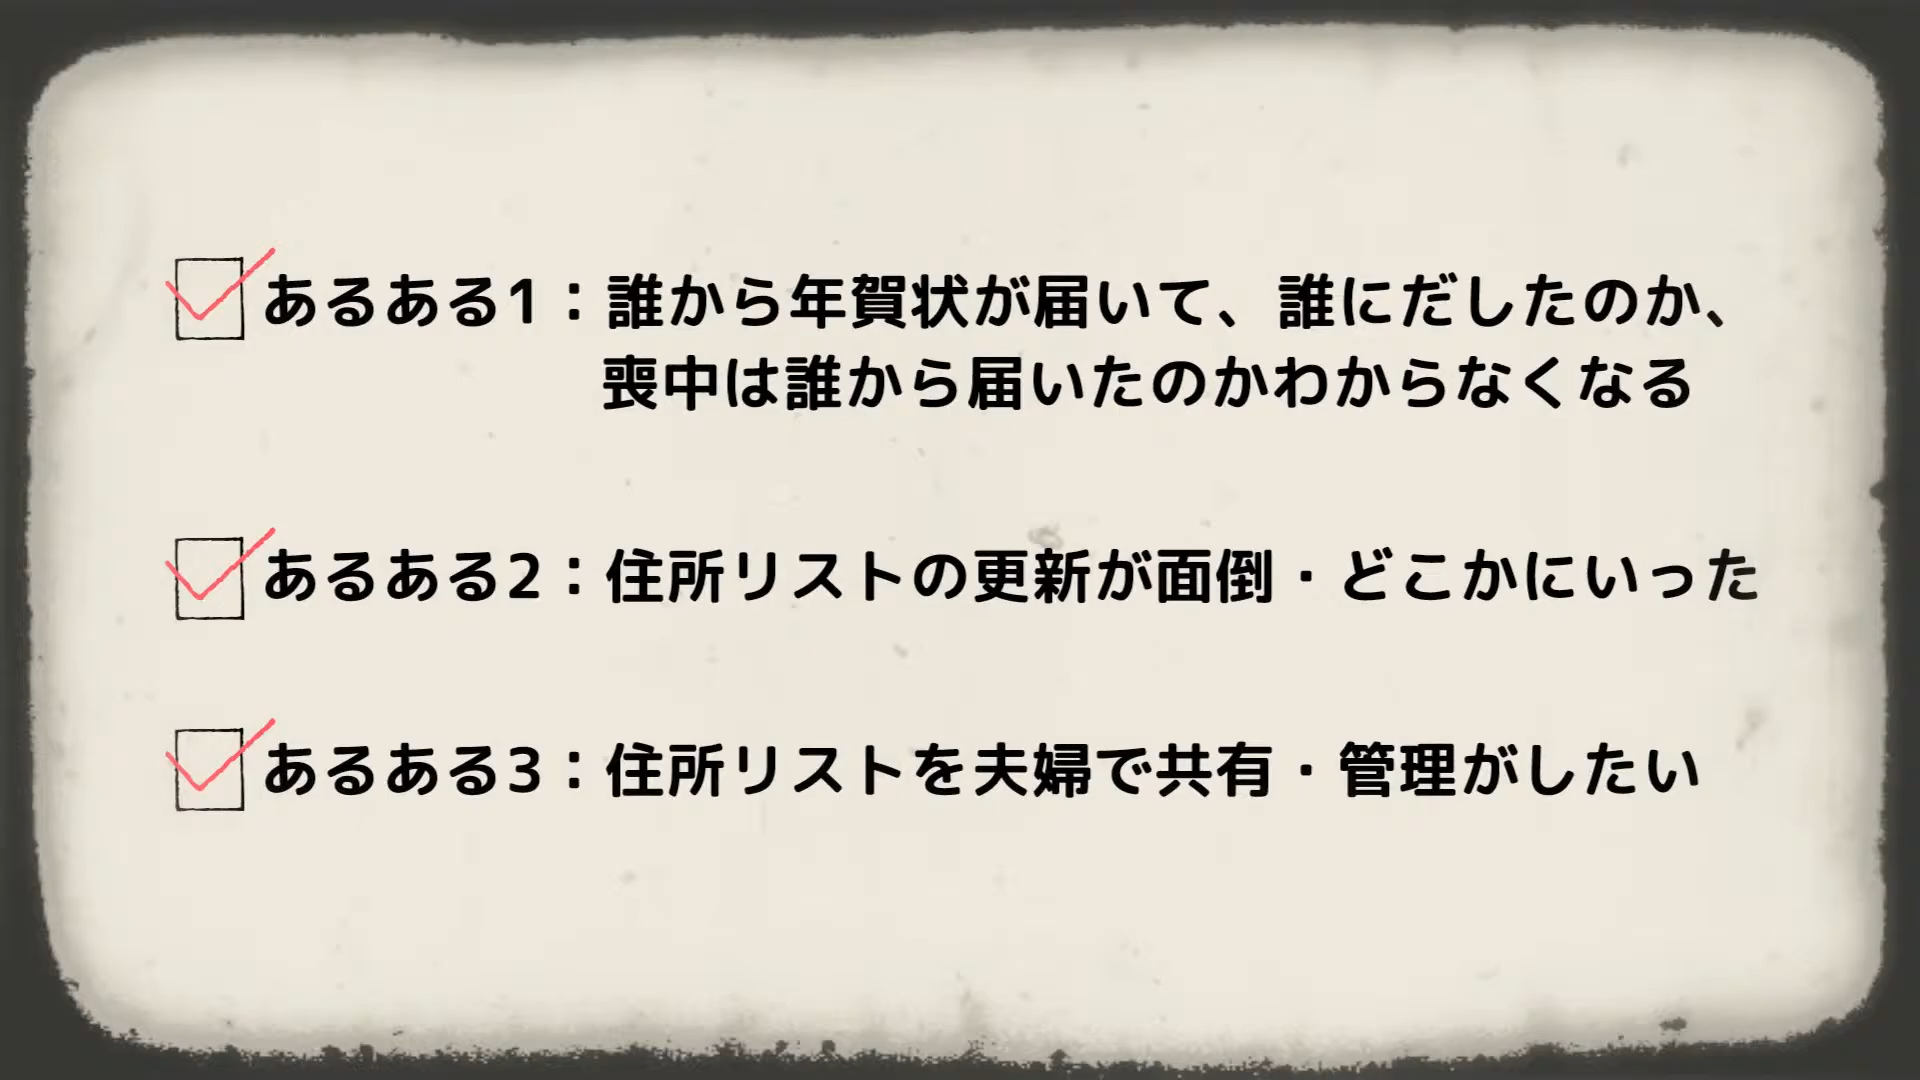 あるある1：誰から年賀状が届いて、誰にだしたのか、
喪中は誰から届いたのかわからなくなる
あるある2：住所リストの更新が面倒・どこかにいった
あるある3：住所リストを夫婦で共有・管理がしたい